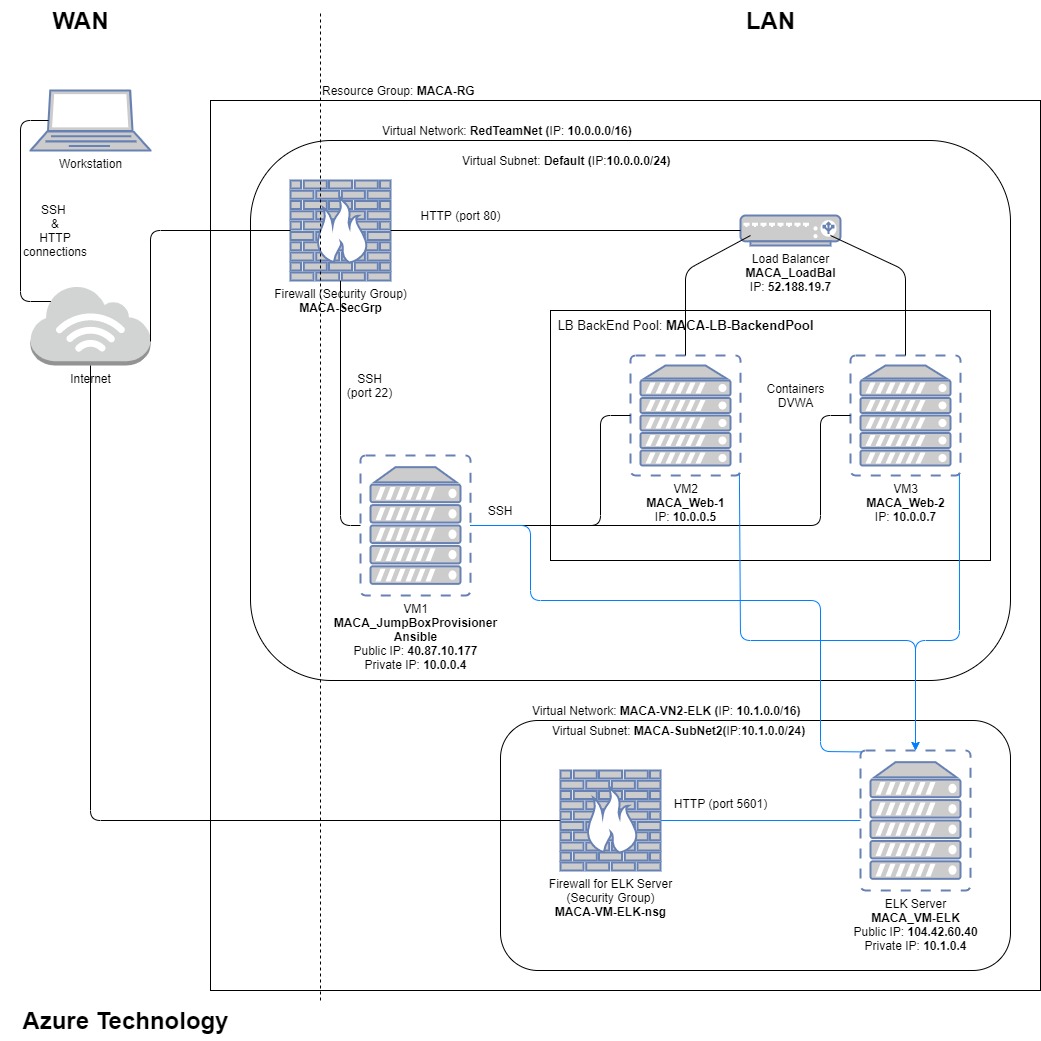 WAN
LAN
Resource Group: MACA-RG
Virtual Network: RedTeamNet (IP: 10.0.0.0/16)
Virtual Subnet: Default (IP:10.0.0.0/24)
Workstation
SSH
&
HTTP
connections
Internet
HTTP (port 80)
Firewall (Security Group)
MACA-SecGrp
Load Balancer
MACA_LoadBal
IP: 52.188.19.7
LB BackEnd Pool: MACA-LB-BackendPool
SSH
(port 22)
Containers
DVWA
VM2
MACA_Web-1
IP: 10.0.0.5
VM3
MACA_Web-2
IP: 10.0.0.7
SSH
VM1
MACA_JumpBoxProvisioner
Ansible
Public IP: 40.87.10.177
Private IP: 10.0.0.4
Virtual Network: MACA-VN2-ELK (IP: 10.1.0.0/16)
Virtual Subnet: MACA-SubNet2(IP:10.1.0.0/24)
HTTP (port 5601)
Firewall for ELK Server
(Security Group)
MACA-VM-ELK-nsg
ELK Server
MACA_VM-ELK
Public IP: 104.42.60.40
Private IP: 10.1.0.4
Azure Technology